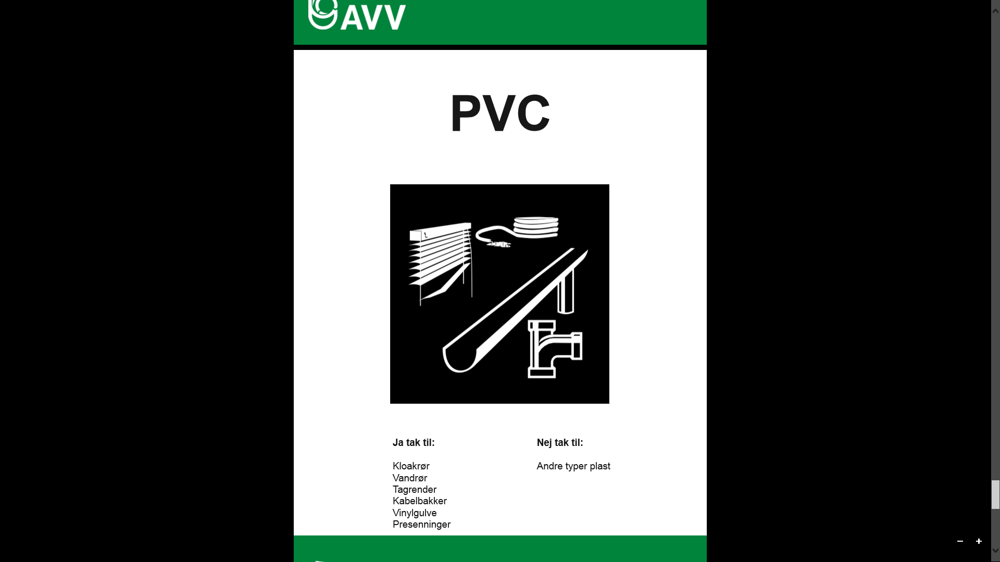 AVV
PVC
Ja tak til:
Kloakrør
Vandrør
Tagrender
Kabelbakker
Vinylgulve
Presenninger
Nej tak til:
Andre typer plast